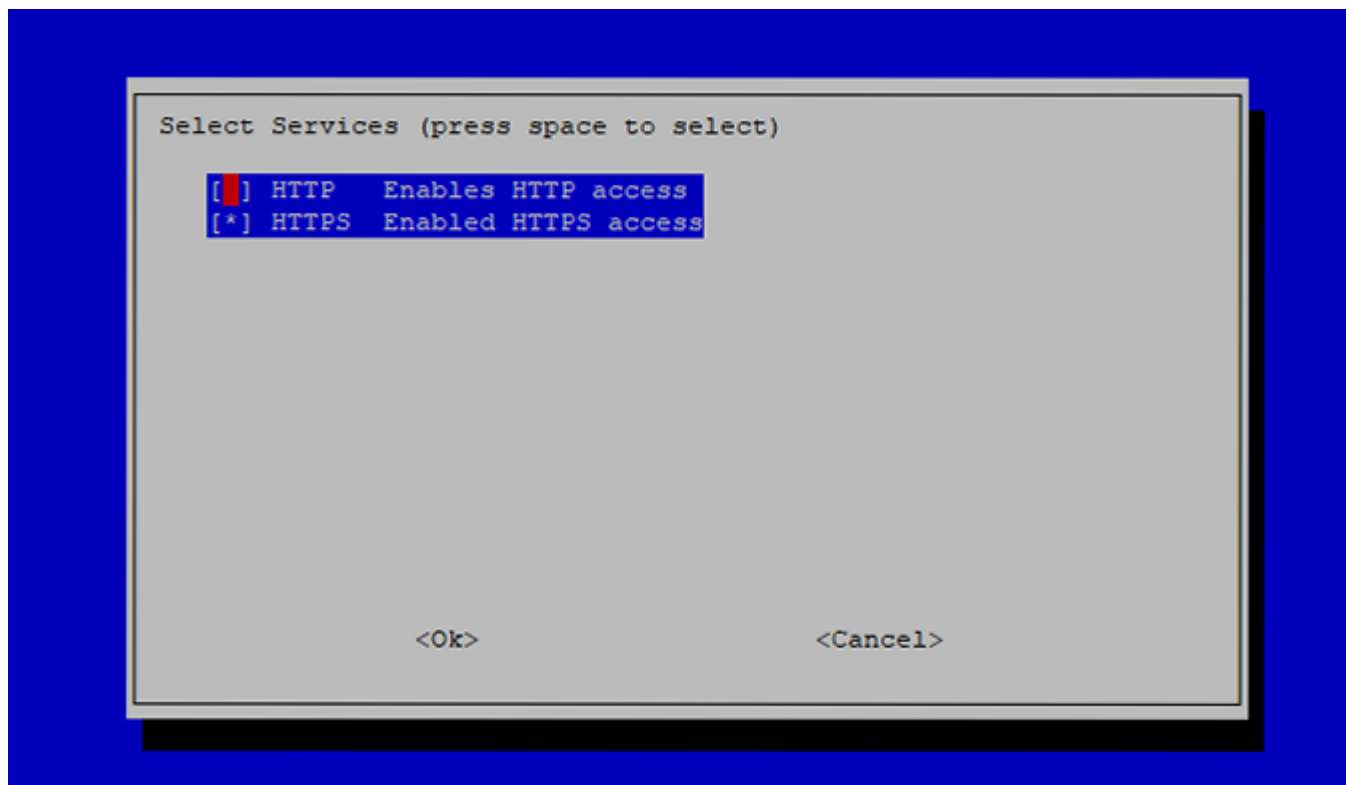 Select Services (press space to select)
[ ] HTTP Enables HTTP access
[*] HTTPS Enabled HTTPS access
<Ok> <Cancel>